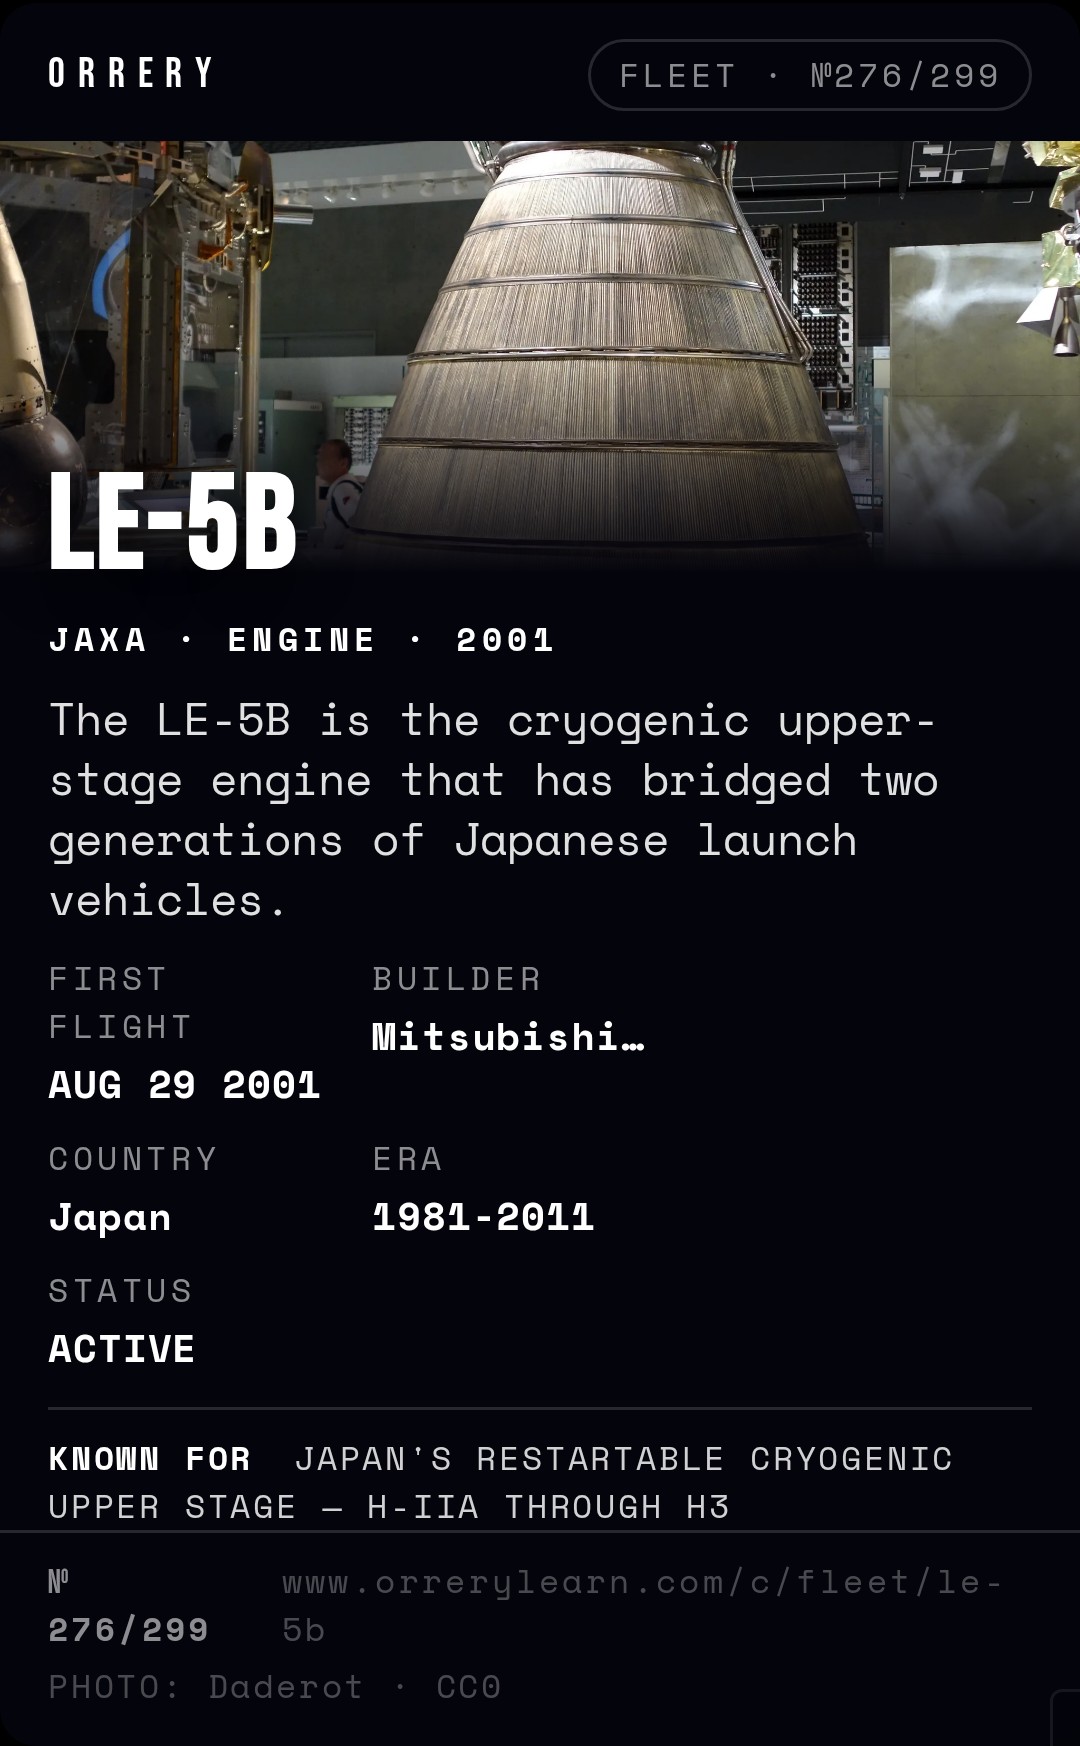 ORRERY
FLEET · №276/299
LE-5B
JAXA · ENGINE · 2001
The LE-5B is the cryogenic upper-
stage engine that has bridged two
generations of Japanese launch
vehicles.
FIRST
FLIGHT
AUG 29 2001
BUILDER
Mitsubishi…
COUNTRY
Japan
ERA
1981-2011
STATUS
ACTIVE
KNOWN FOR JAPAN'S RESTARTABLE CRYOGENIC
UPPER STAGE — H-IIA THROUGH H3
№
276/299
www.orrerylearn.com/c/fleet/le-
5b
PHOTO: Daderot · CC0